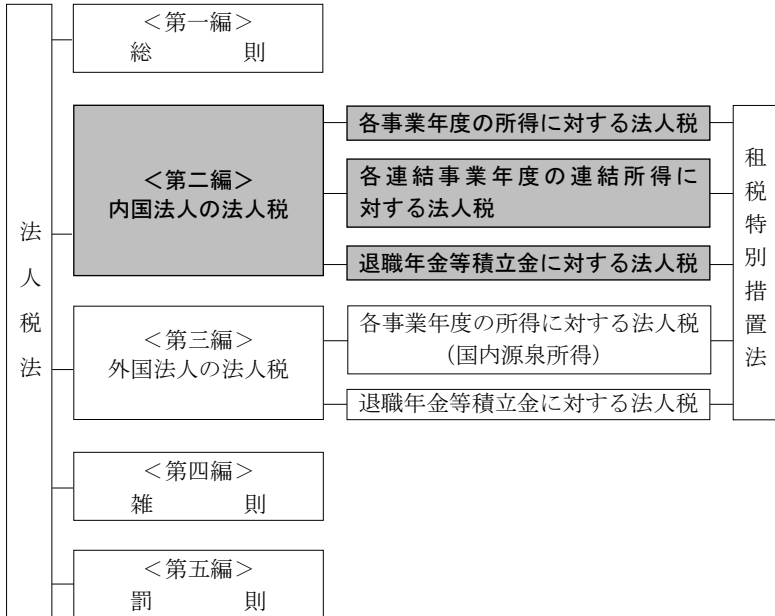 法人税法
＜第一編＞
総　則
＜第二編＞
内国法人の法人税
各事業年度の所得に対する法人税
各連結事業年度の連結所得に
対する法人税
退職年金等積立金に対する法人税
＜第三編＞
外国法人の法人税
各事業年度の所得に対する法人税
（国内源泉所得）
退職年金等積立金に対する法人税
租税特別措置法
＜第四編＞
雑　則
＜第五編＞
罰　則